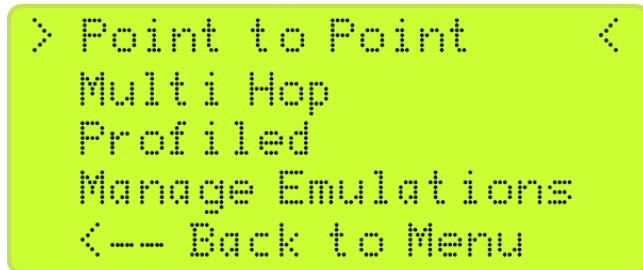 > Point to Point <
Multi Hop
Profiled
Manage Emulations
<-- Back to Menu